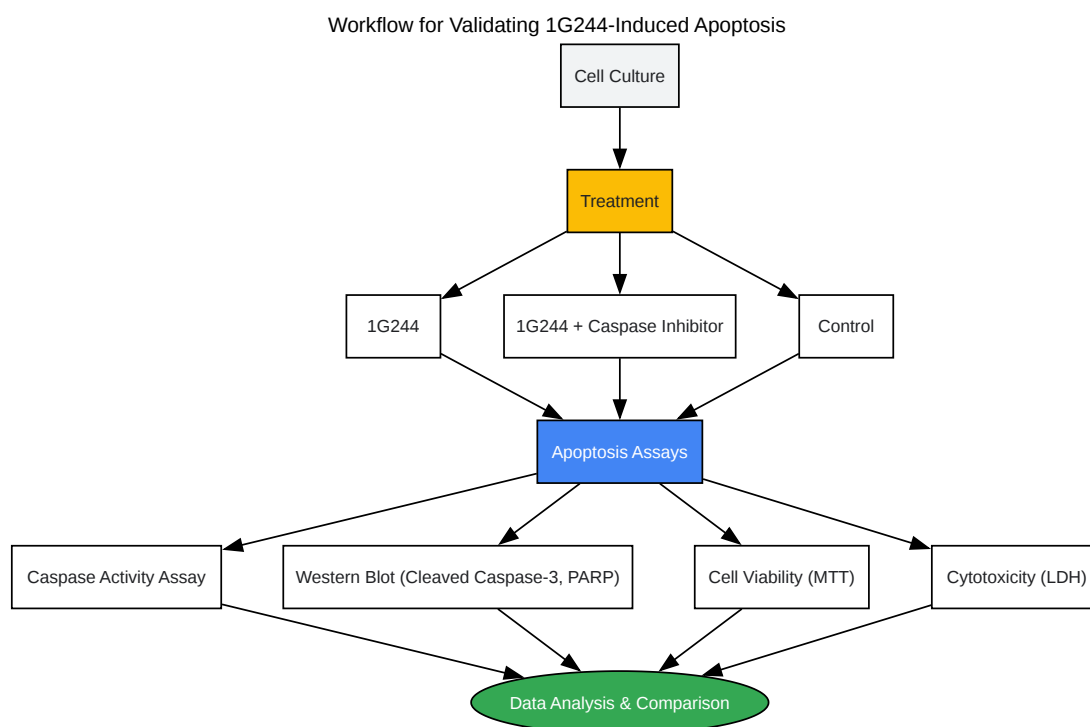 Workflow for Validating 1G244-Induced Apoptosis
Cell Culture
Treatment
1G244
1G244 + Caspase Inhibitor
Control
Apoptosis Assays
Caspase Activity Assay
Western Blot (Cleaved Caspase-3, PARP)
Cell Viability (MTT)
Cytotoxicity (LDH)
Data Analysis & Comparison